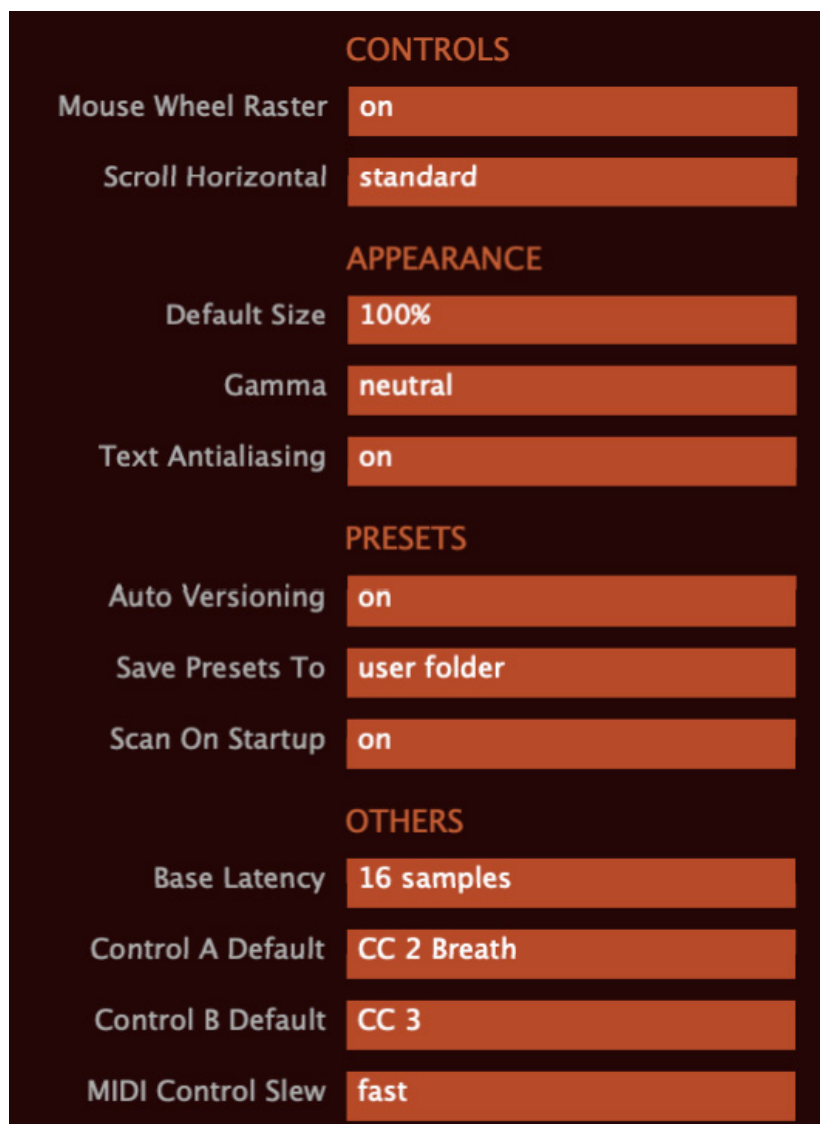 CONTROLS
Mouse Wheel Raster on
Scroll Horizontal standard
APPEARANCE
Default Size 100%
Gamma neutral
Text Antialiasing on
PRESETS
Auto Versioning on
Save Presets To user folder
Scan On Startup on
OTHERS
Base Latency 16 samples
Control A Default CC 2 Breath
Control B Default CC 3
MIDI Control Slew fast